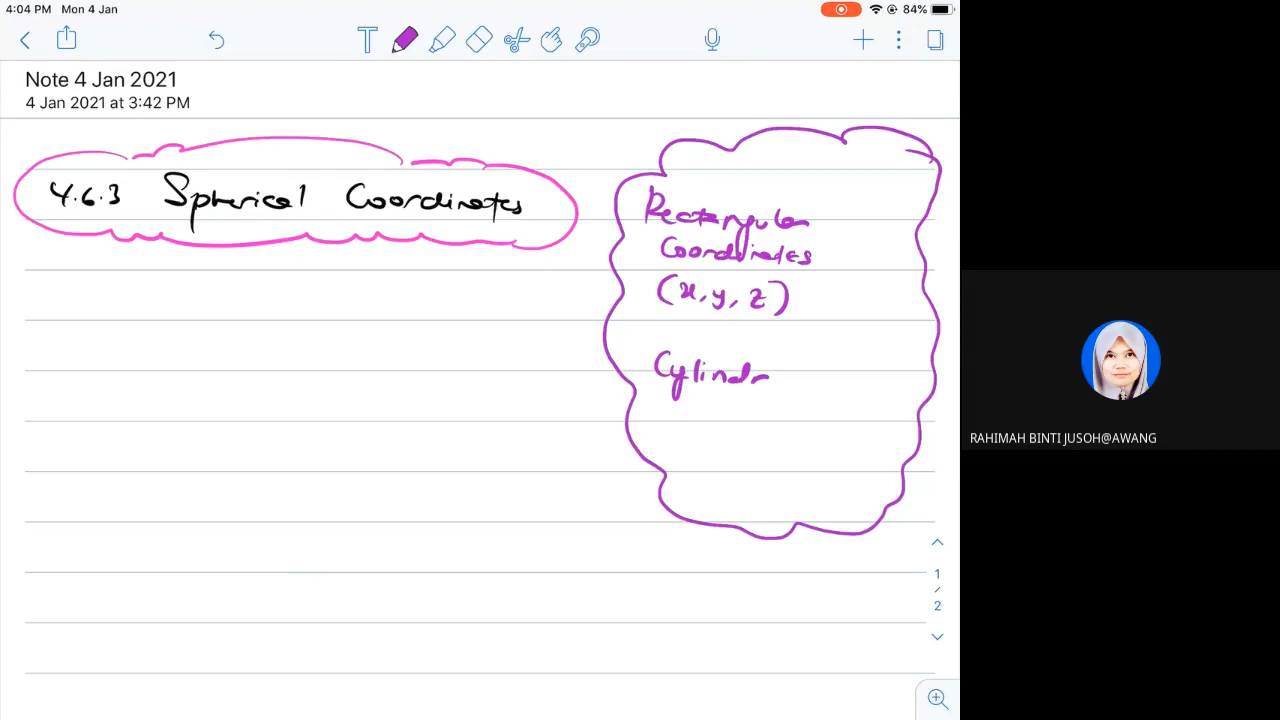 4:04 PM Mon 4 Jan
84%
Note 4 Jan 2021
4 Jan 2021 at 3:42 PM
4.6.3 Spherical Coordinates
Rectangular
Coordinates
(x, y, z)
Cylindr
1
/
2
RAHIMAH BINTI JUSOH@AWANG